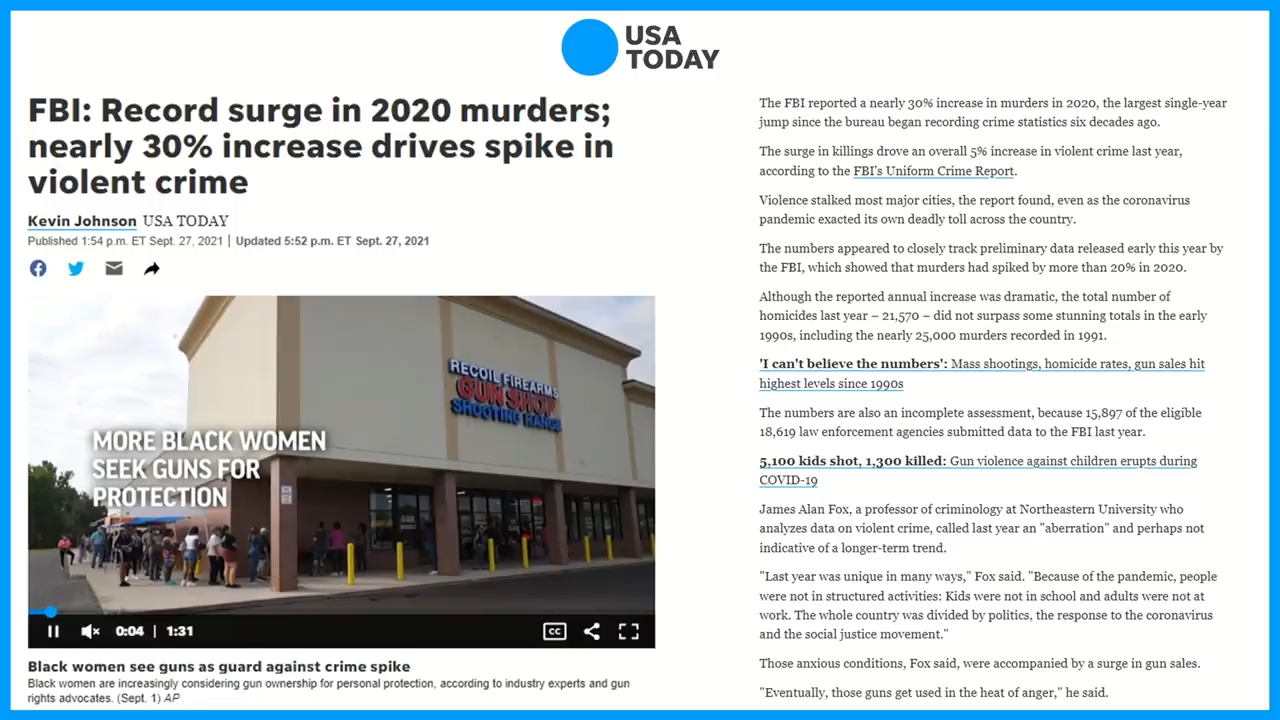 USA
TODAY
FBI: Record surge in 2020 murders;
nearly 30% increase drives spike in
violent crime
Kevin Johnson USA TODAY
Published 1:54 p.m. ET Sept. 27, 2021 | Updated 5:52 p.m. ET Sept. 27, 2021
RECOIL FIREARMS
GUN SHOP
SHOOTING RANGE
MORE BLACK WOMEN
SEEK GUNS FOR
PROTECTION
0:04 | 1:31
CC
Black women see guns as guard against crime spike
Black women are increasingly considering gun ownership for personal protection, according to industry experts and gun
rights advocates. (Sept. 1) AP
The FBI reported a nearly 30% increase in murders in 2020, the largest single-year
jump since the bureau began recording crime statistics six decades ago.
The surge in killings drove an overall 5% increase in violent crime last year,
according to the FBI's Uniform Crime Report.
Violence stalked most major cities, the report found, even as the coronavirus
pandemic exacted its own deadly toll across the country.
The numbers appeared to closely track preliminary data released early this year by
the FBI, which showed that murders had spiked by more than 20% in 2020.
Although the reported annual increase was dramatic, the total number of
homicides last year – 21,570 – did not surpass some stunning totals in the early
1990s, including the nearly 25,000 murders recorded in 1991.
'I can't believe the numbers': Mass shootings, homicide rates, gun sales hit
highest levels since 1990s
The numbers are also an incomplete assessment, because 15,897 of the eligible
18,619 law enforcement agencies submitted data to the FBI last year.
5,100 kids shot, 1,300 killed: Gun violence against children erupts during
COVID-19
James Alan Fox, a professor of criminology at Northeastern University who
analyzes data on violent crime, called last year an "aberration" and perhaps not
indicative of a longer-term trend.
"Last year was unique in many ways," Fox said. "Because of the pandemic, people
were not in structured activities: Kids were not in school and adults were not at
work. The whole country was divided by politics, the response to the coronavirus
and the social justice movement."
Those anxious conditions, Fox said, were accompanied by a surge in gun sales.
"Eventually, those guns get used in the heat of anger," he said.